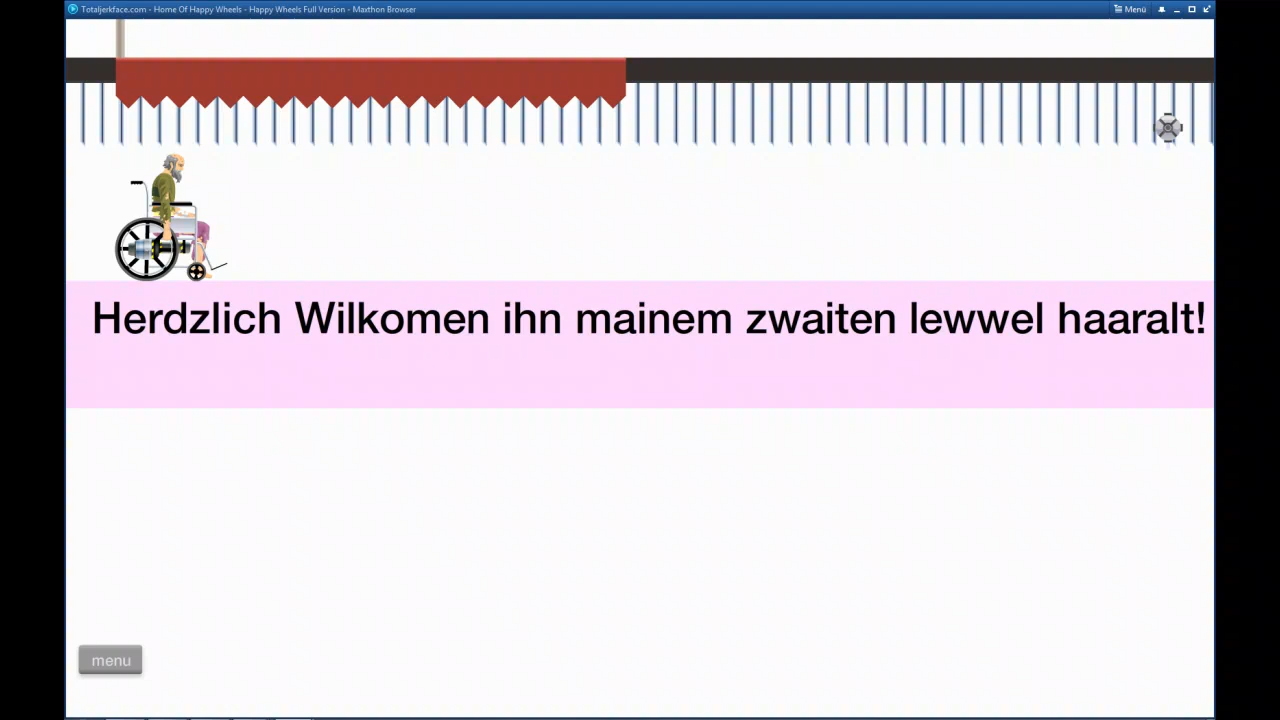 Totaljerkface.com - Home Of Happy Wheels - Happy Wheels Full Version - Maxthon Browser
Menü
Herdzlich Wilkomen ihn mainem zwaiten lewwel haaralt!
menu